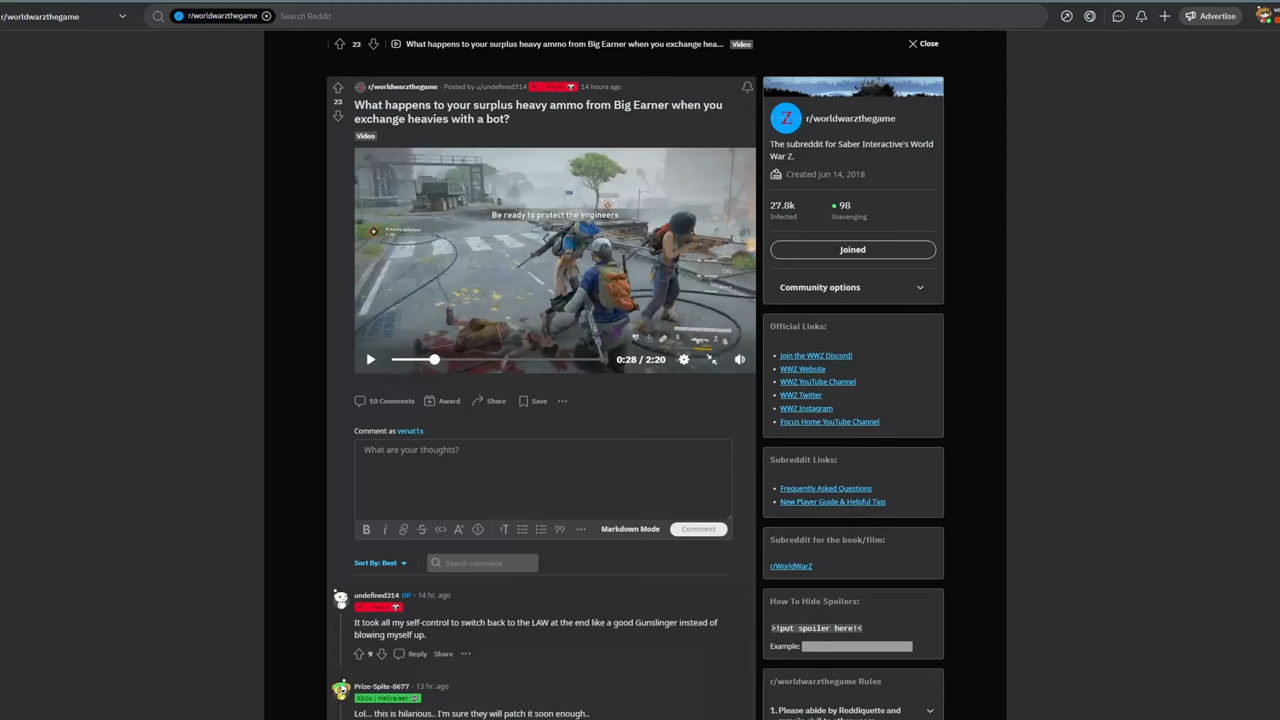 r/worldwarzthegame
r/worldwarzthegame
Search Reddit
Advertise
23
What happens to your surplus heavy ammo from Big Earner when you exchange hea...
Video
Close
23
r/worldwarzthegame · Posted by u/undefined314 PC | Medic 14 hours ago
What happens to your surplus heavy ammo from Big Earner when you
exchange heavies with a bot?
Video
Be ready to protect the engineers
Prepare defenses
8
2
0:28 / 2:20
10 Comments
Award
Share
Save
Comment as venat1x
What are your thoughts?
Markdown Mode
Comment
Sort By: Best
Search comments
undefined314 OP · 14 hr. ago
PC | Medic
It took all my self-control to switch back to the LAW at the end like a good Gunslinger instead of
blowing myself up.
9
Reply
Share
Prize-Spite-8677 · 13 hr. ago
Xbox | Hellraiser
Lol... this is hilarious.. I'm sure they will patch it soon enough..
r/worldwarzthegame
The subreddit for Saber Interactive's World
War Z.
Created Jun 14, 2018
27.8k
Infected
98
Scavenging
Joined
Community options
Official Links:
Join the WWZ Discord!
WWZ Website
WWZ YouTube Channel
WWZ Twitter
WWZ Instagram
Focus Home YouTube Channel
Subreddit Links:
Frequently Asked Questions
New Player Guide & Helpful Tips
Subreddit for the book/film:
r/WorldWarZ
How To Hide Spoilers:
>!put spoiler here!<
Example:
r/worldwarzthegame Rules
1. Please abide by Reddiquette and